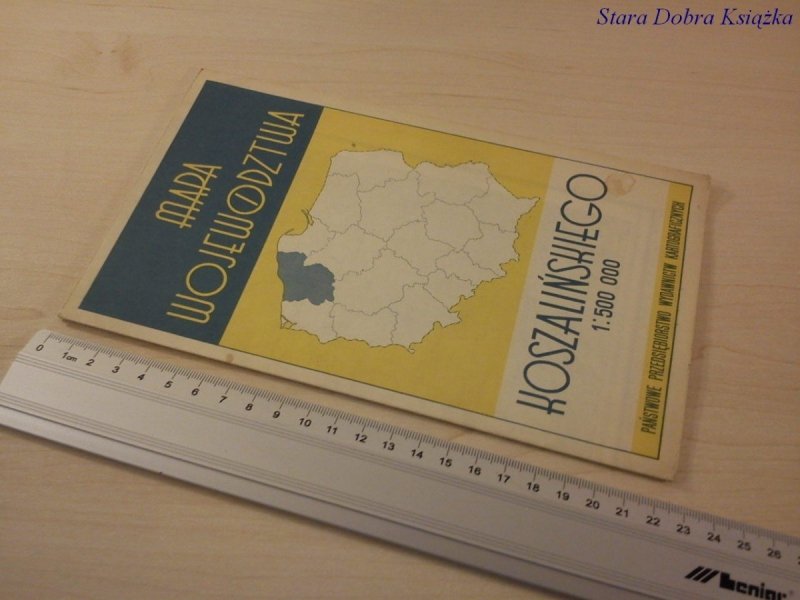 Stara Dobra Książka
MAPA
WOJEWÓDZTWA
KOSZALIŃSKIEGO
1:500 000
PAŃSTWOWE PRZEDSIĘBIORSTWO WYDAWNICTW KARTOGRAFICZNYCH
0 1cm 2 3 4 5 6 7 8 9 10 11 12 13 14 15 16 17 18 19 20 21 22 23 24 25 26
Leniar